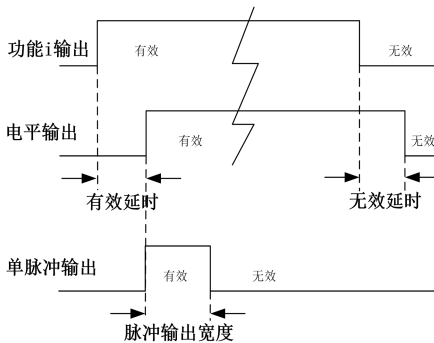 功能i输出
有效
无效
电平输出
有效
无效
有效延时
无效延时
单脉冲输出
有效
无效
脉冲输出宽度